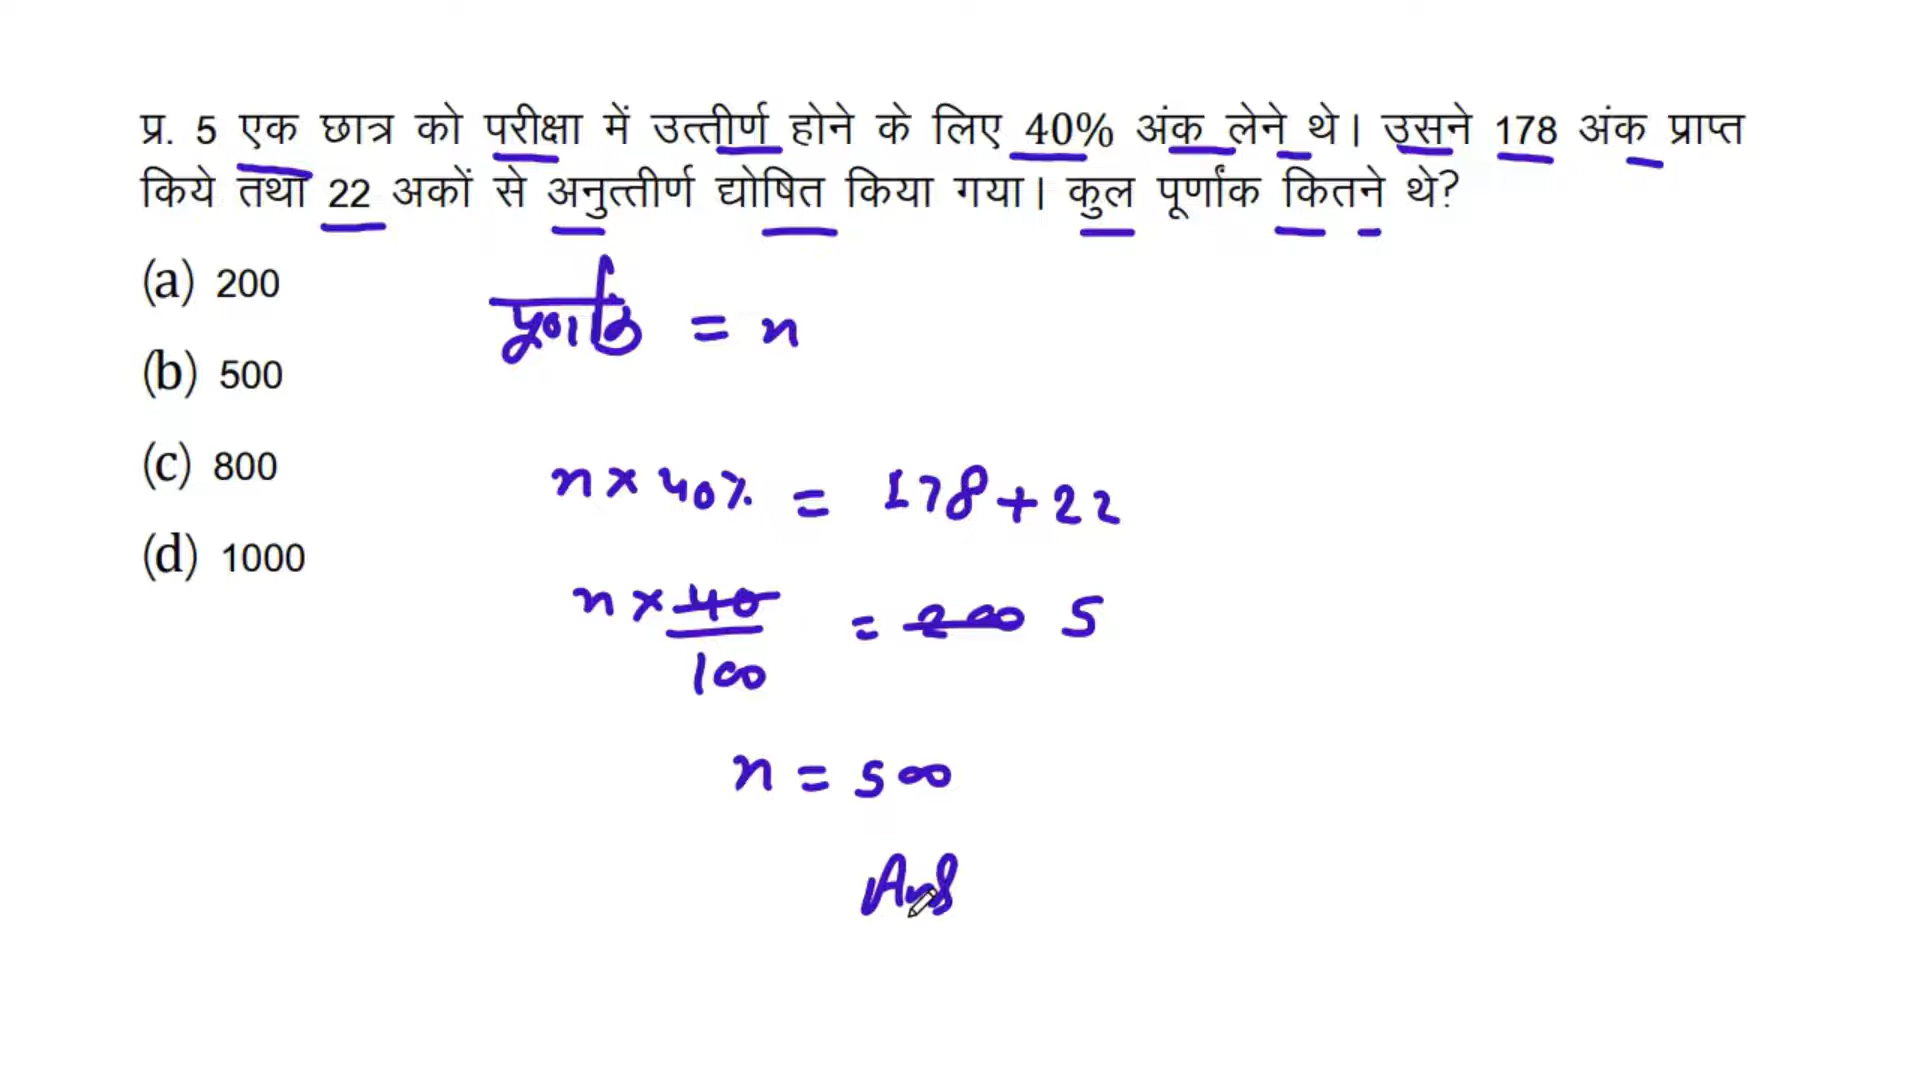 प्र. 5 एक छात्र को परीक्षा में उत्तीर्ण होने के लिए 40% अंक लेने थे। उसने 178 अंक प्राप्त
किये तथा 22 अकों से अनुत्तीर्ण द्योषित किया गया। कुल पूर्णांक कितने थे?
(a) 200
(b) 500
(c) 800
(d) 1000
पूर्णांक = n
n × 40% = 178 + 22
n × 40/100 = 200 5
n = 500
Ans